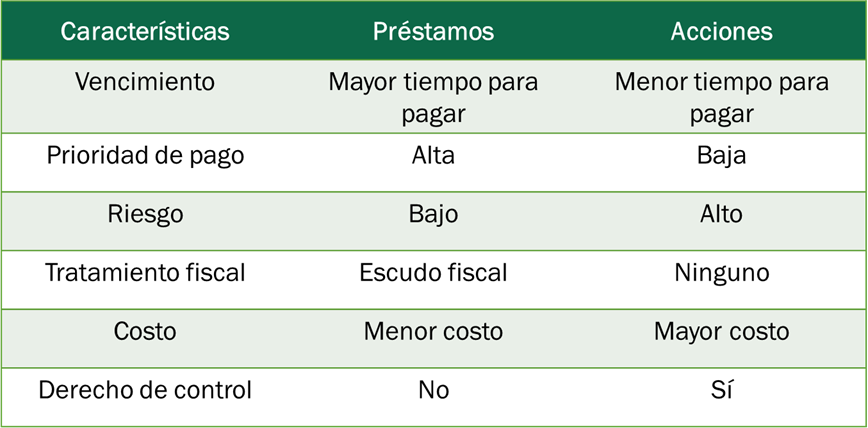 Características Préstamos Acciones
Vencimiento Mayor tiempo para pagar Menor tiempo para pagar
Prioridad de pago Alta Baja
Riesgo Bajo Alto
Tratamiento fiscal Escudo fiscal Ninguno
Costo Menor costo Mayor costo
Derecho de control No Sí